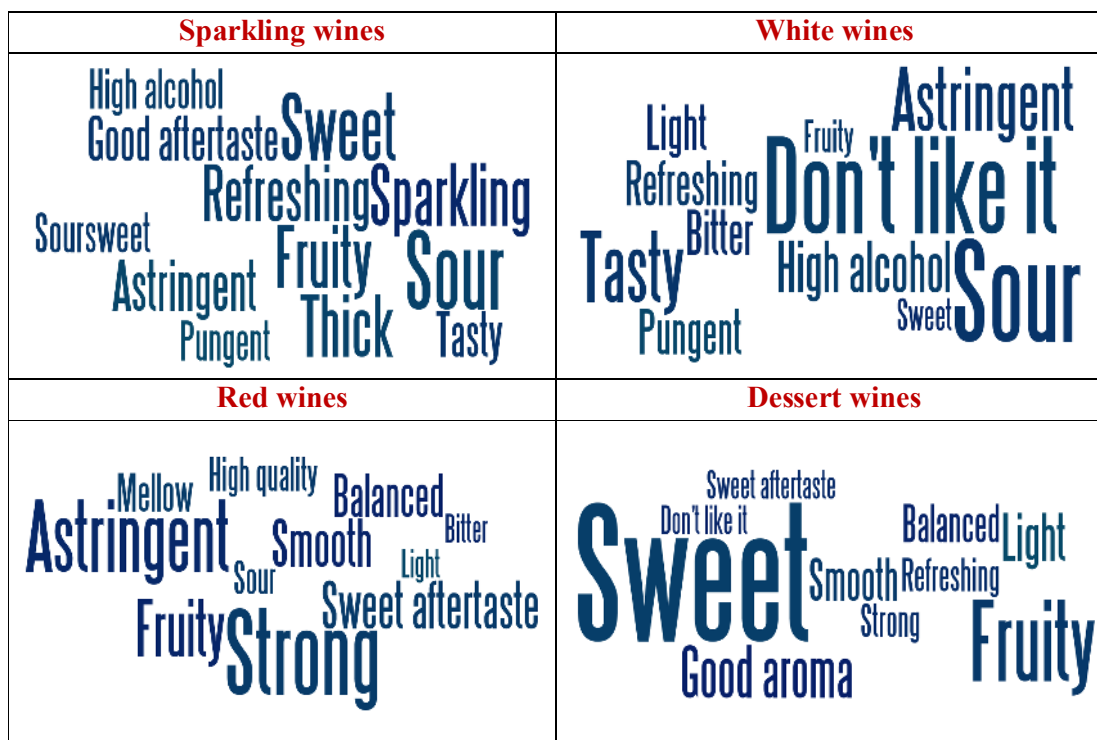 Sparkling wines
High alcohol
Good aftertaste
Sweet
Refreshing
Sparkling
Soursweet
Fruity
Sour
Astringent
Thick
Pungent
Tasty
White wines
Astringent
Light
Fruity
Don't like it
Refreshing
Bitter
Tasty
High alcohol
Sour
Sweet
Pungent
Red wines
High quality
Mellow
Balanced
Astringent
Smooth
Bitter
Light
Sour
Sweet aftertaste
Fruity
Strong
Dessert wines
Sweet aftertaste
Don't like it
Sweet
Balanced
Light
Smooth
Refreshing
Strong
Fruity
Good aroma